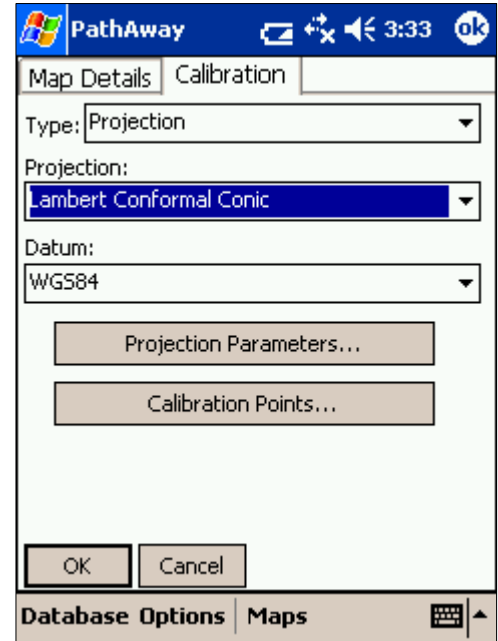 PathAway 3:33 ok
Map Details Calibration
Type: Projection
Projection:
Lambert Conformal Conic
Datum:
WGS84
Projection Parameters...
Calibration Points...
OK Cancel
Database Options Maps